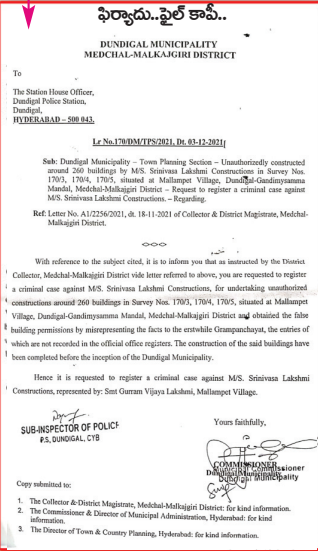 ఫిర్యాదు..ఫైల్ కాపీ..
DUNDIGAL MUNICIPALITY
MEDCHAL-MALKAJGIRI DISTRICT
To
The Station House Officer,
Dundigal Police Station,
Dundigal,
HYDERABAD – 500 043.
Lr No.170/DM/TPS/2021, Dt. 03-12-2021
Sub: Dundigal Municipality – Town Planning Section – Unauthorizedly constructed
around 260 buildings by M/S. Srinivasa Lakshmi Constructions in Survey Nos.
170/3, 170/4, 170/5, situated at Mallampet Village, Dundigal-Gandimysamma
Mandal, Medchal-Malkajgiri District – Request to register a criminal case against
M/S. Srinivasa Lakshmi Constructions. – Regarding.
Ref: Letter No. A1/2256/2021, dt. 18-11-2021 of Collector & District Magistrate, Medchal-
Malkajgiri District.
With reference to the subject cited, it is to inform you that as instructed by the District
Collector, Medchal-Malkajgiri District vide letter referred to above, you are requested to register
a criminal case against M/S. Srinivasa Lakshmi Constructions, for undertaking unauthorized
constructions around 260 buildings in Survey Nos. 170/3, 170/4, 170/5, situated at Mallampet
Village, Dundigal-Gandimysamma Mandal, Medchal-Malkajgiri District and obtained the false
building permissions by misrepresenting the facts to the erstwhile Grampanchayat, the entries of
which are not recorded in the official office registers. The construction of the said buildings have
been completed before the inception of the Dundigal Municipality.
Hence it is requested to register a criminal case against M/S. Srinivasa Lakshmi
Constructions, represented by: Smt Gurram Vijaya Lakshmi, Mallampet Village.
Yours faithfully,
SUB-INSPECTOR OF POLICE
P.S, DUNDIGAL, CYB
COMMISSIONER
Municipal Commissioner
Dundigal Municipality
Dundigal Municipality
Copy submitted to:
1. The Collector & District Magistrate, Medchal-Malkajgiri District: for kind information.
2. The Commissioner & Director of Municipal Administration, Hyderabad: for kind
information.
3. The Director of Town & Country Planning, Hyderabad: for kind information.